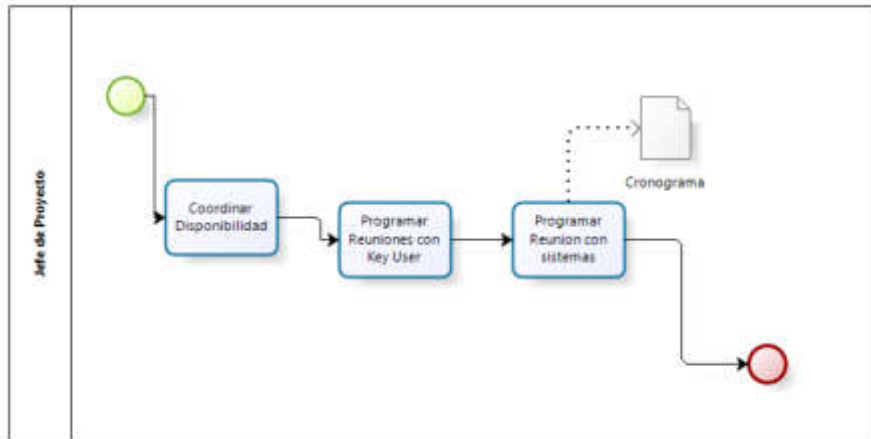 Jefe de Proyecto
Coordinar
Disponibilidad
Programar
Reuniones con
Key User
Programar
Reunion con
sistemas
Cronograma